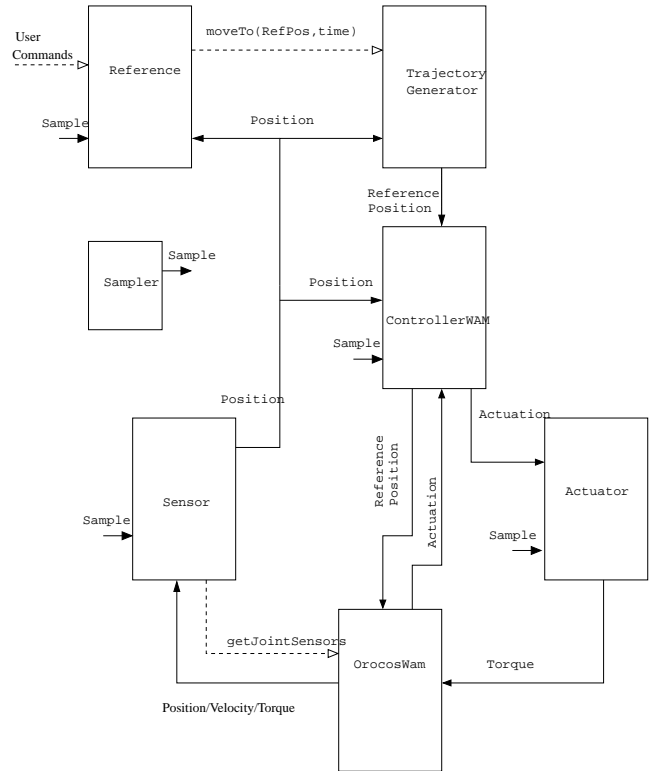 User
Commands
moveTo(RefPos,time)
Reference
Trajectory
Generator
Sample
Position
Reference
Position
Sample
Sampler
Position
ControllerWAM
Sample
Position
Actuation
Reference
Position
Actuation
Sensor
Actuator
Sample
Sample
getJointSensors
OrocosWam
Torque
Position/Velocity/Torque